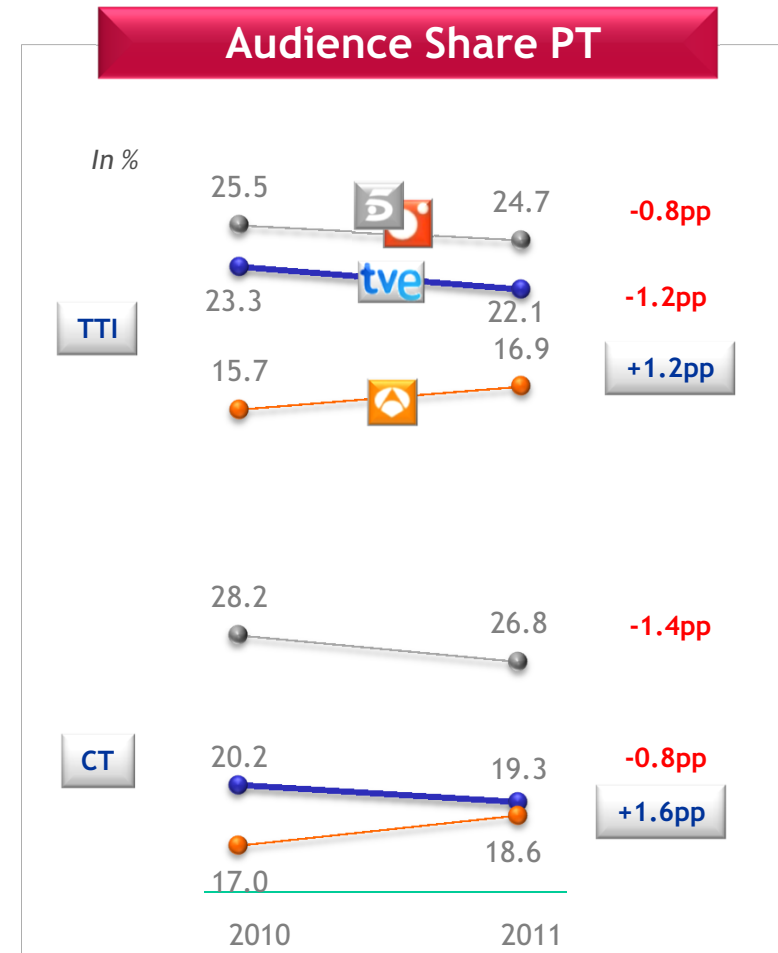 Audience Share PT
In %
25.5
24.7
-0.8pp
5
tve
23.3
22.1
-1.2pp
TTI
15.7
16.9
+1.2pp
28.2
26.8
-1.4pp
CT
20.2
19.3
-0.8pp
+1.6pp
17.0
18.6
2010
2011